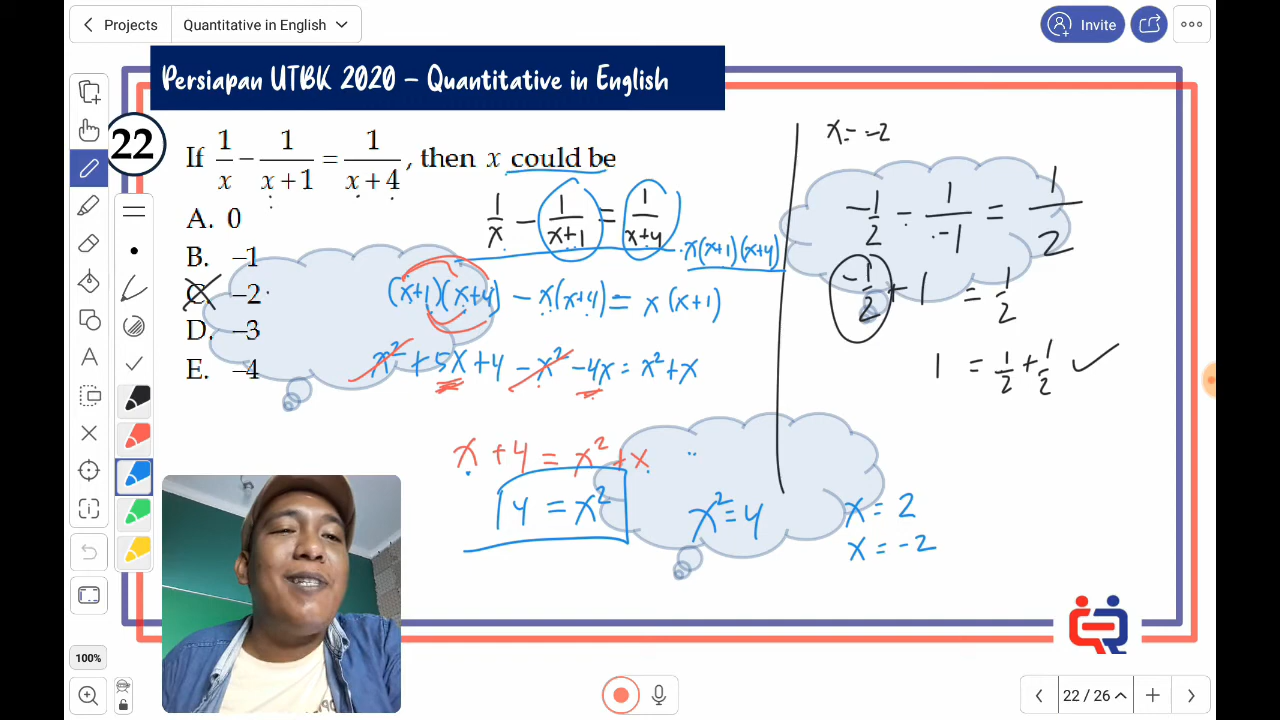 Projects
Quantitative in English
Invite
Persiapan UTBK 2020 – Quantitative in English
22
If 1/x − 1/(x + 1) = 1/(x + 4), then x could be
A. 0
B. −1
C. −2
D. −3
E. −4
1/x − 1/(x+1) = 1/(x+4)
x(x+1)(x+4)
(x+1)(x+4) − x(x+4) = x(x+1)
x² + 5x + 4 − x² − 4x = x² + x
x + 4 = x² + x
4 = x²
x² = 4
x = 2
x = -2
x = -2
-1/2 − 1/-1 = 1/2
-1/2 + 1 = 1/2
1 = 1/2 + 1/2 ✓
100%
22 / 26